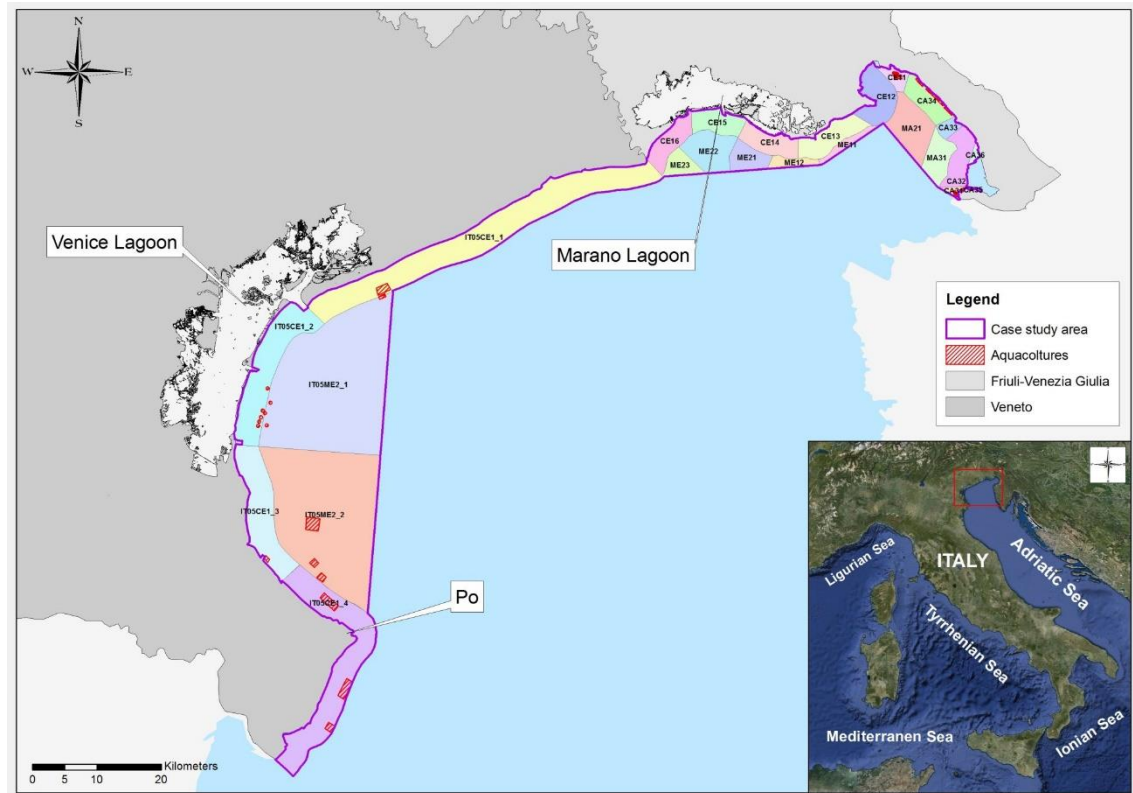 N
W
E
S
CE11
CE12
CA34
CA33
MA21
MA31
CA36
CA32
CA35
CE15
CE16
CE13
CE14
ME11
ME22
ME21
ME12
ME23
IT05CE1_1
Venice Lagoon
Marano Lagoon
IT05CE1_2
IT05ME2_1
Legend
Case study area
Aquacoltures
Friuli-Venezia Giulia
Veneto
IT05CE1_3
IT05ME2_2
IT05CE1_4
Po
Kilometers
0 5 10 20
ITALY
Ligurian Sea
Adriatic Sea
Tyrrhenian Sea
Mediterranen Sea
Ionian Sea